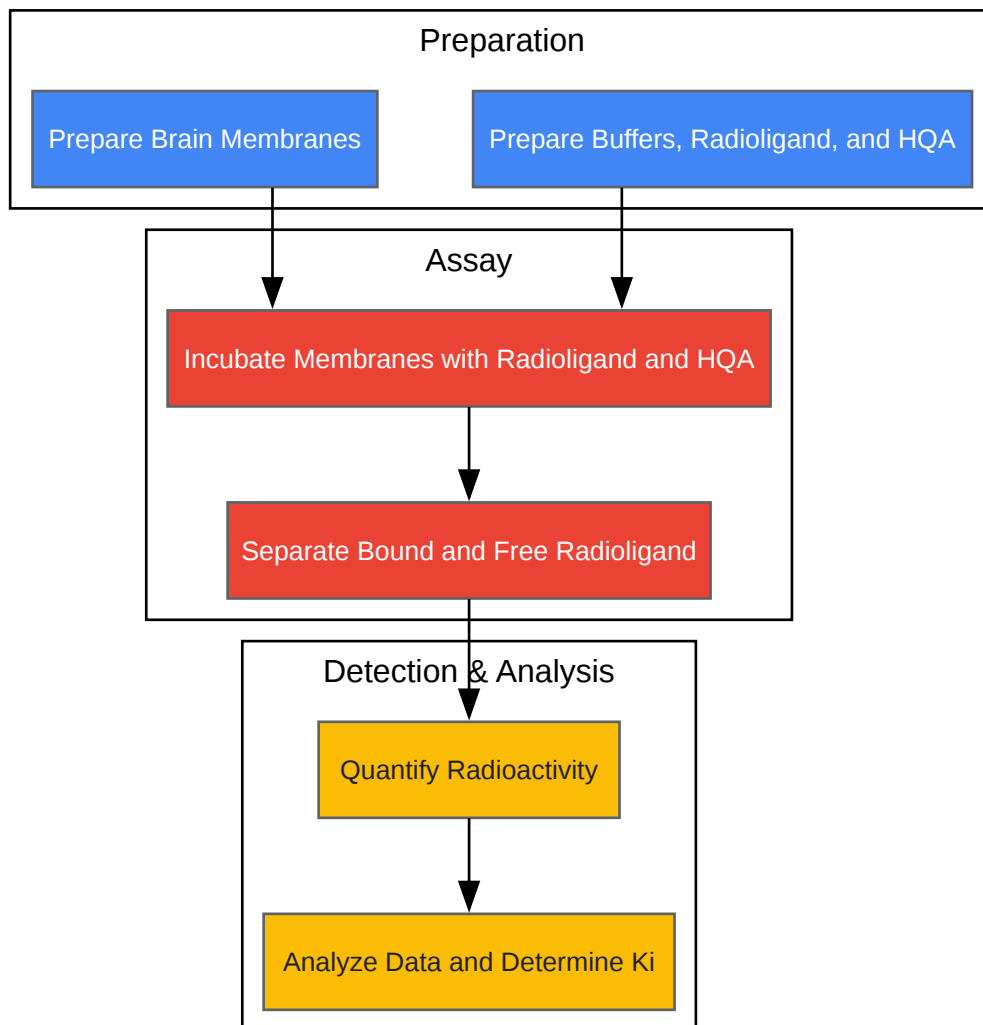 Preparation
Prepare Brain Membranes
Prepare Buffers, Radioligand, and HQA
Assay
Incubate Membranes with Radioligand and HQA
Separate Bound and Free Radioligand
Detection & Analysis
Quantify Radioactivity
Analyze Data and Determine Ki